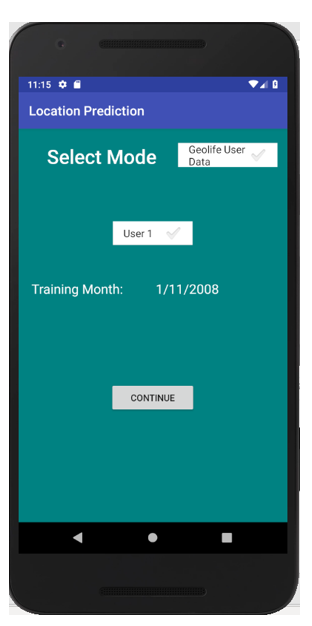 11:15
Location Prediction
Select Mode
Geolife User
Data
User 1
Training Month: 1/11/2008
CONTINUE